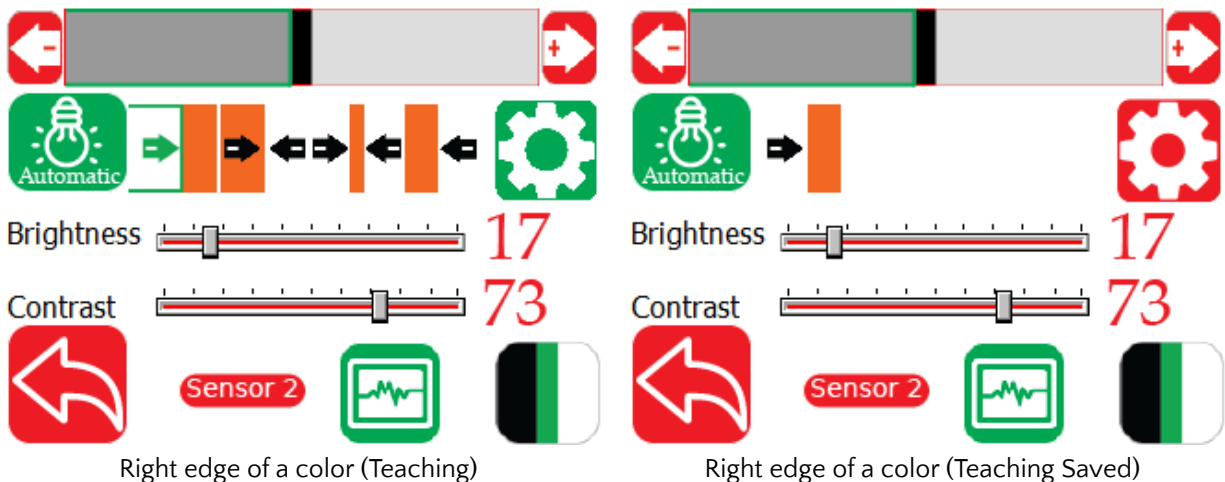 - +
- +
Automatic
Automatic
Brightness 17
Brightness 17
Contrast 73
Contrast 73
Sensor 2
Sensor 2
Right edge of a color (Teaching)
Right edge of a color (Teaching Saved)